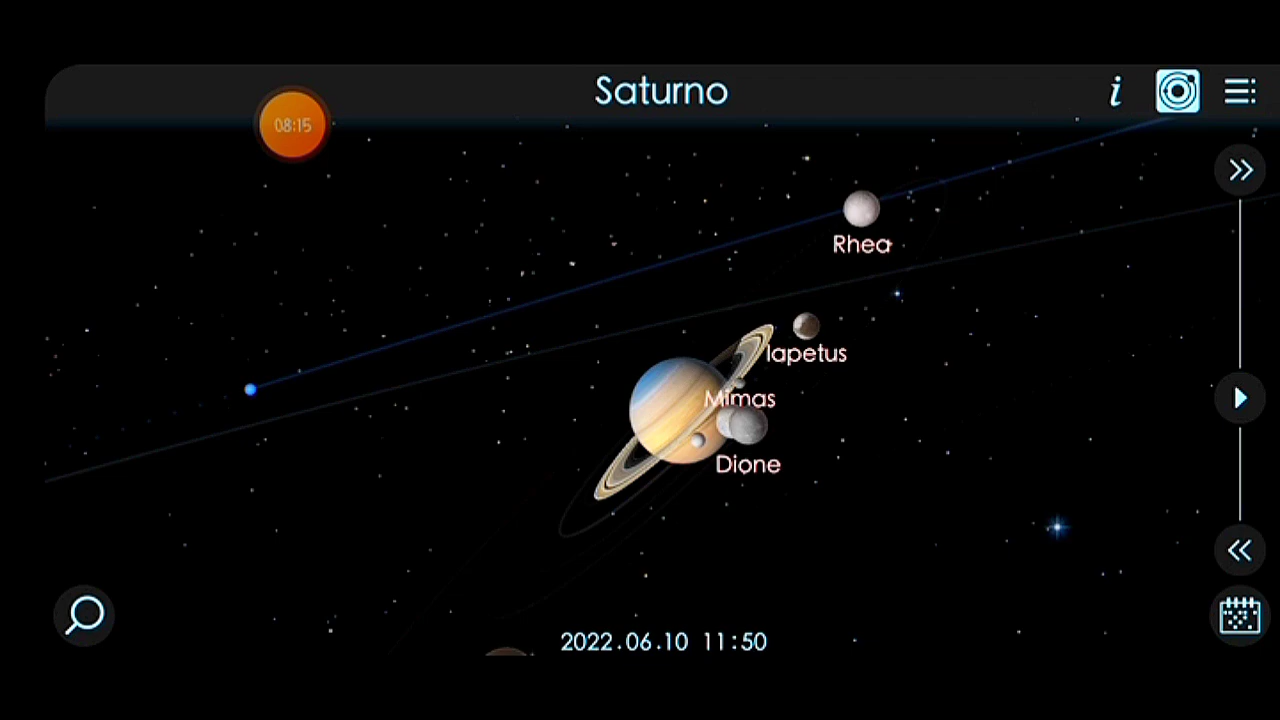 Saturno
i
08:15
Rhea
Iapetus
Mimas
Dione
2022.06.10 11:50